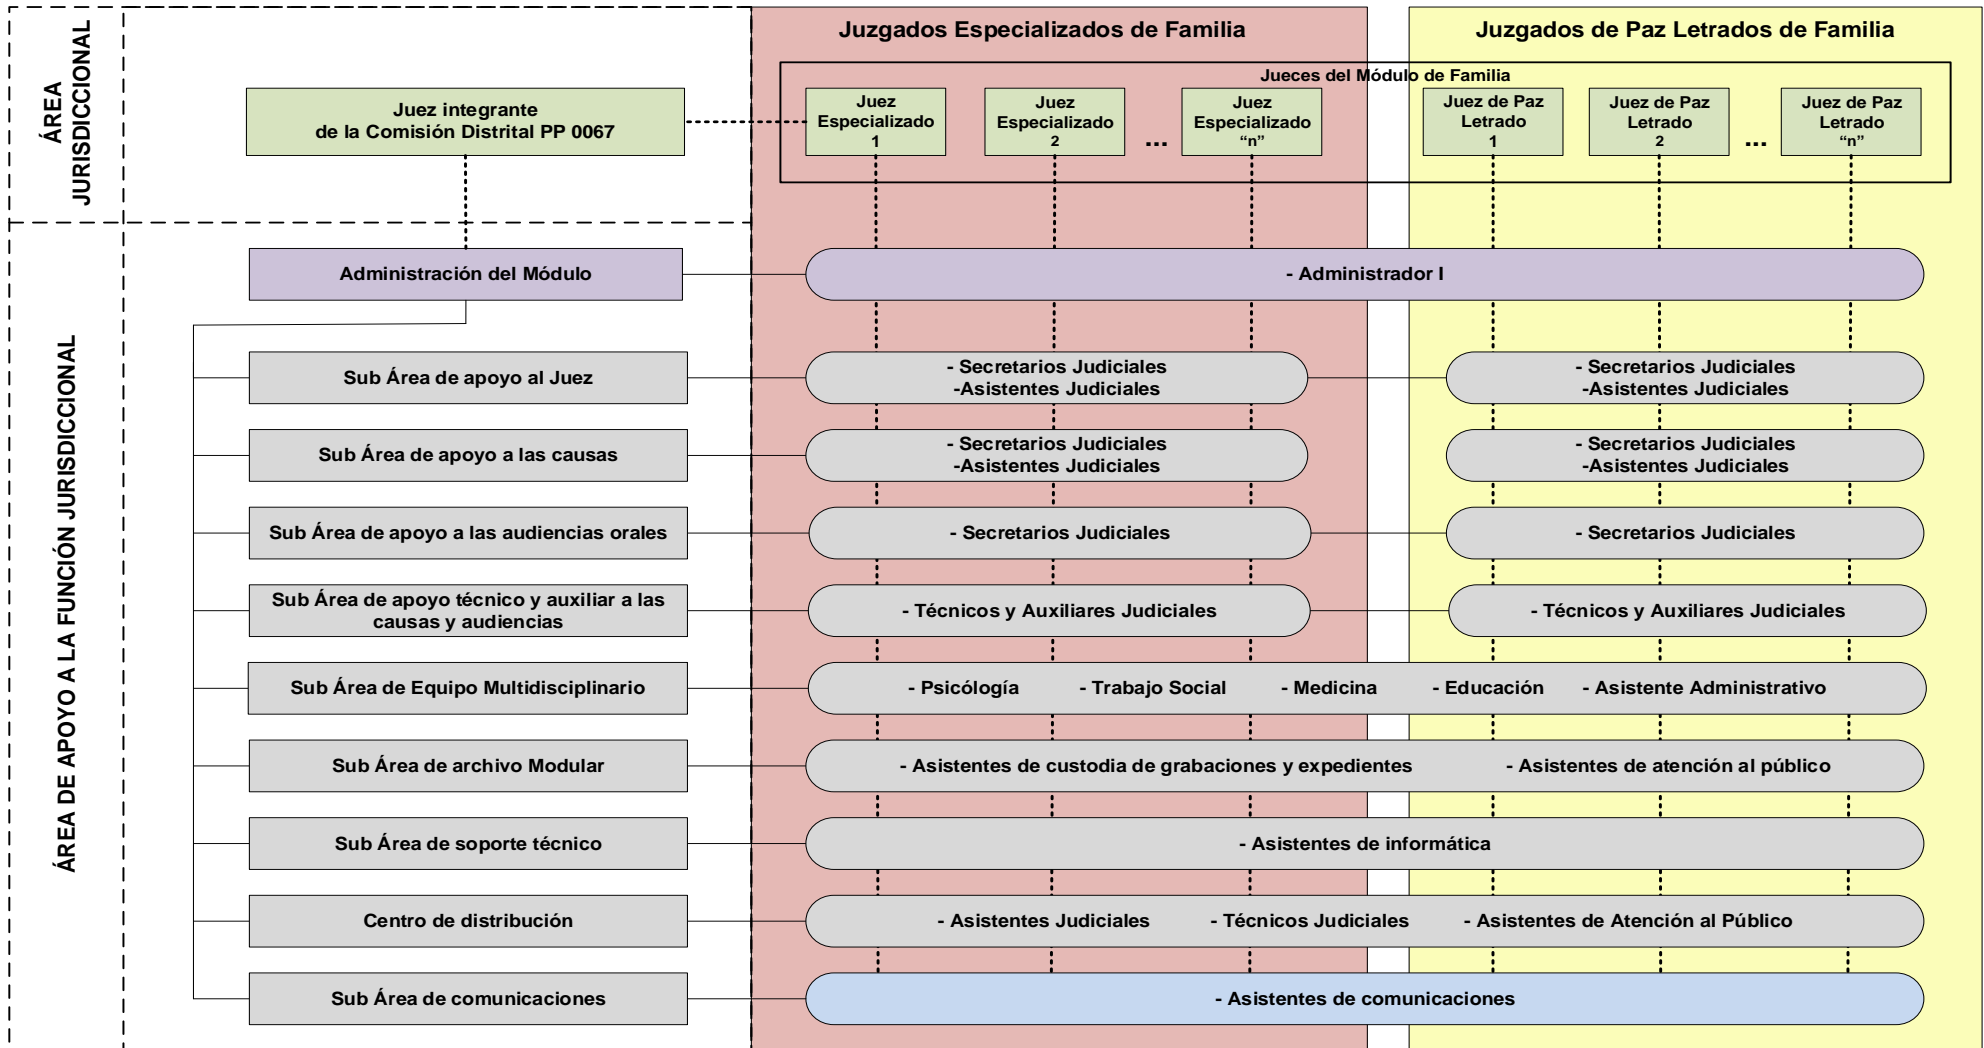 ÁREA
JURISDICCIONAL
Juzgados Especializados de Familia
Juzgados de Paz Letrados de Familia
Jueces del Módulo de Familia
Juez integrante
de la Comisión Distrital PP 0067
Juez
Especializado
1
Juez
Especializado
2
...
Juez
Especializado
“n”
Juez de Paz
Letrado
1
Juez de Paz
Letrado
2
...
Juez de Paz
Letrado
“n”
ÁREA DE APOYO A LA FUNCIÓN JURISDICCIONAL
Administración del Módulo
- Administrador I
Sub Área de apoyo al Juez
- Secretarios Judiciales
-Asistentes Judiciales
- Secretarios Judiciales
-Asistentes Judiciales
Sub Área de apoyo a las causas
- Secretarios Judiciales
-Asistentes Judiciales
- Secretarios Judiciales
-Asistentes Judiciales
Sub Área de apoyo a las audiencias orales
- Secretarios Judiciales
- Secretarios Judiciales
Sub Área de apoyo técnico y auxiliar a las
causas y audiencias
- Técnicos y Auxiliares Judiciales
- Técnicos y Auxiliares Judiciales
Sub Área de Equipo Multidisciplinario
- Psicólogía - Trabajo Social - Medicina - Educación - Asistente Administrativo
Sub Área de archivo Modular
- Asistentes de custodia de grabaciones y expedientes - Asistentes de atención al público
Sub Área de soporte técnico
- Asistentes de informática
Centro de distribución
- Asistentes Judiciales - Técnicos Judiciales - Asistentes de Atención al Público
Sub Área de comunicaciones
- Asistentes de comunicaciones